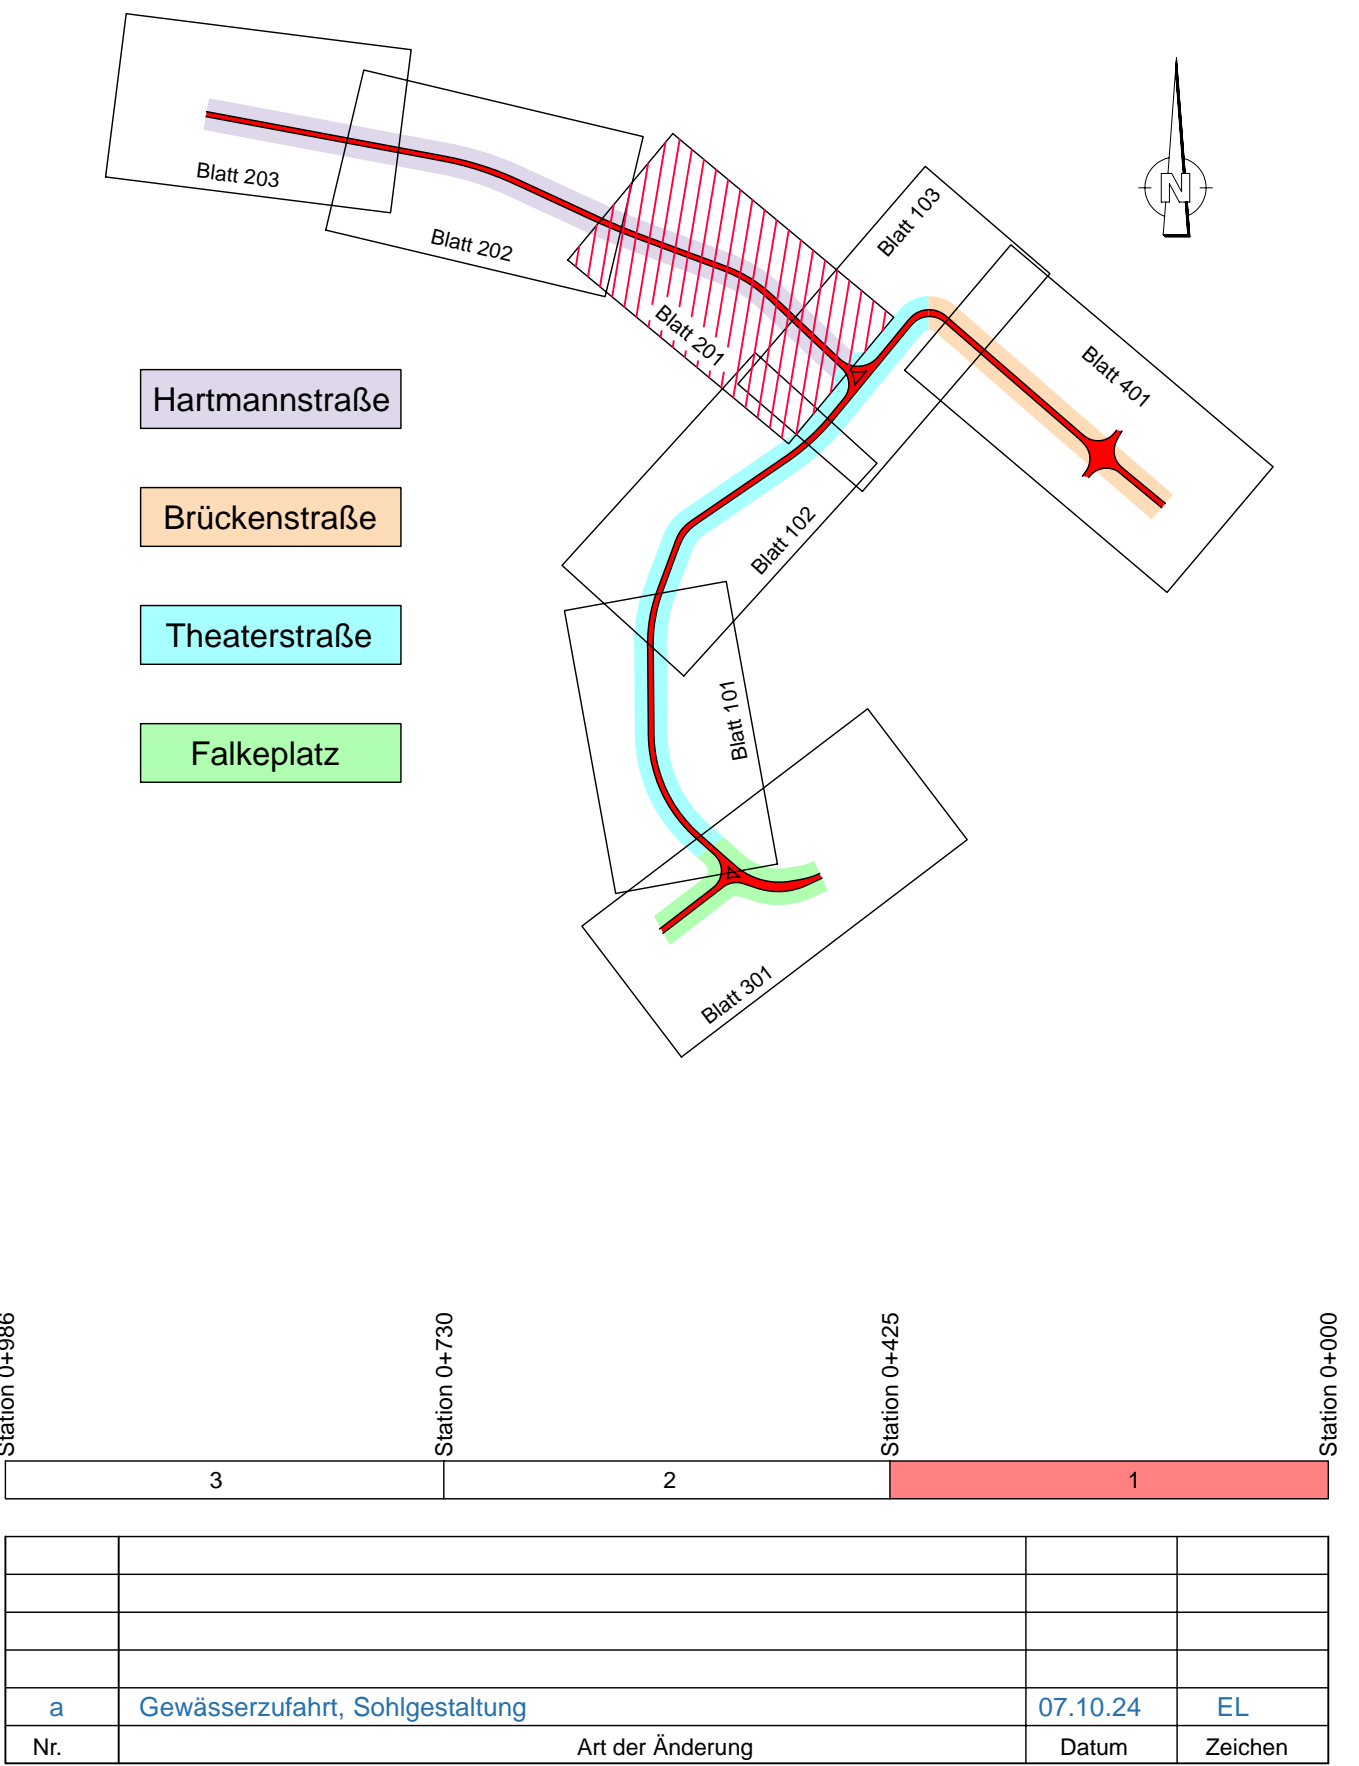 N
Blatt 203
Blatt 202
Blatt 201
Blatt 103
Blatt 401
Blatt 102
Blatt 101
Blatt 301
Hartmannstraße
Brückenstraße
Theaterstraße
Falkeplatz
Station 0+986
Station 0+730
Station 0+425
Station 0+000
3 2 1
a Gewässerzufahrt, Sohlgestaltung 07.10.24 EL
Nr. Art der Änderung Datum Zeichen